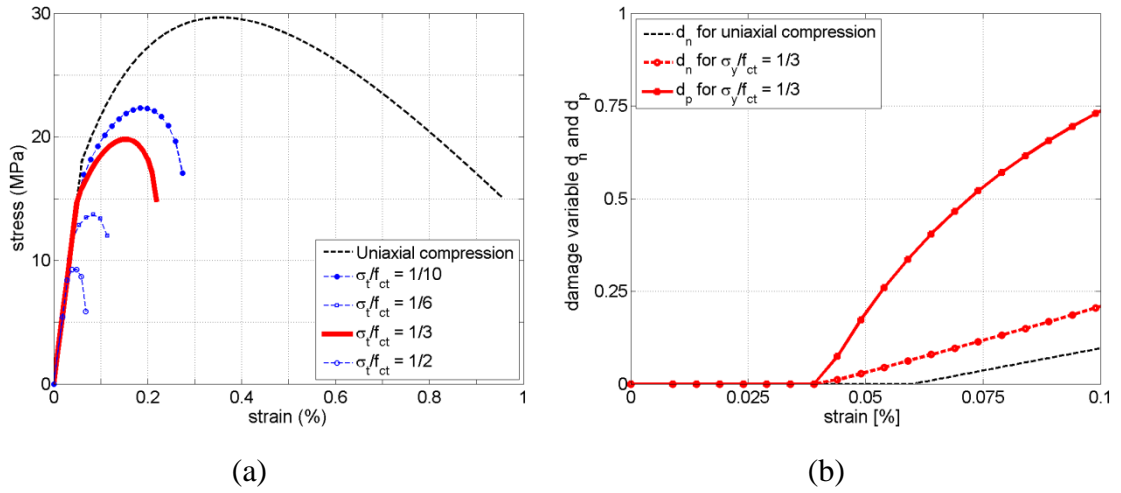 30
20
10
0
0
0.2
0.4
0.6
0.8
1
stress (MPa)
strain (%)
Uniaxial compression
σt/fct = 1/10
σt/fct = 1/6
σt/fct = 1/3
σt/fct = 1/2
(a)
1
0.75
0.5
0.25
0
0
0.025
0.05
0.075
0.1
damage variable dn and dp
strain [%]
dn for uniaxial compression
dn for σy/fct = 1/3
dp for σy/fct = 1/3
(b)